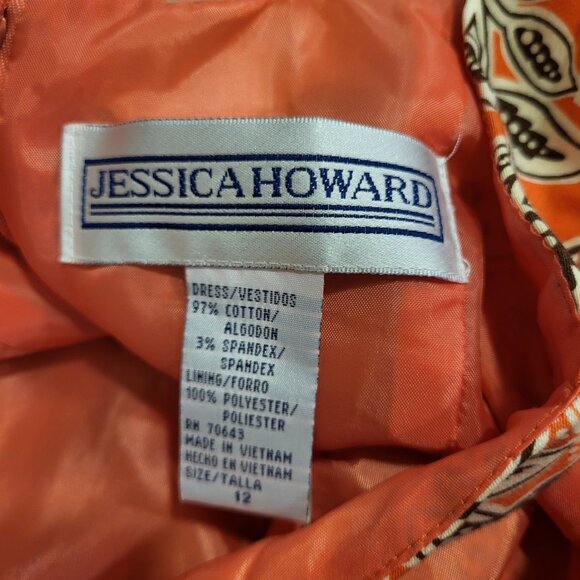 JESSICA HOWARD
DRESS/VESTIDOS
97% COTTON/
ALGODON
3% SPANDEX/
SPANDEX
LINING/FORRO
100% POLYESTER/
POLIESTER
RN 70643
MADE IN VIETNAM
HECHO EN VIETNAM
SIZE/TALLA
12